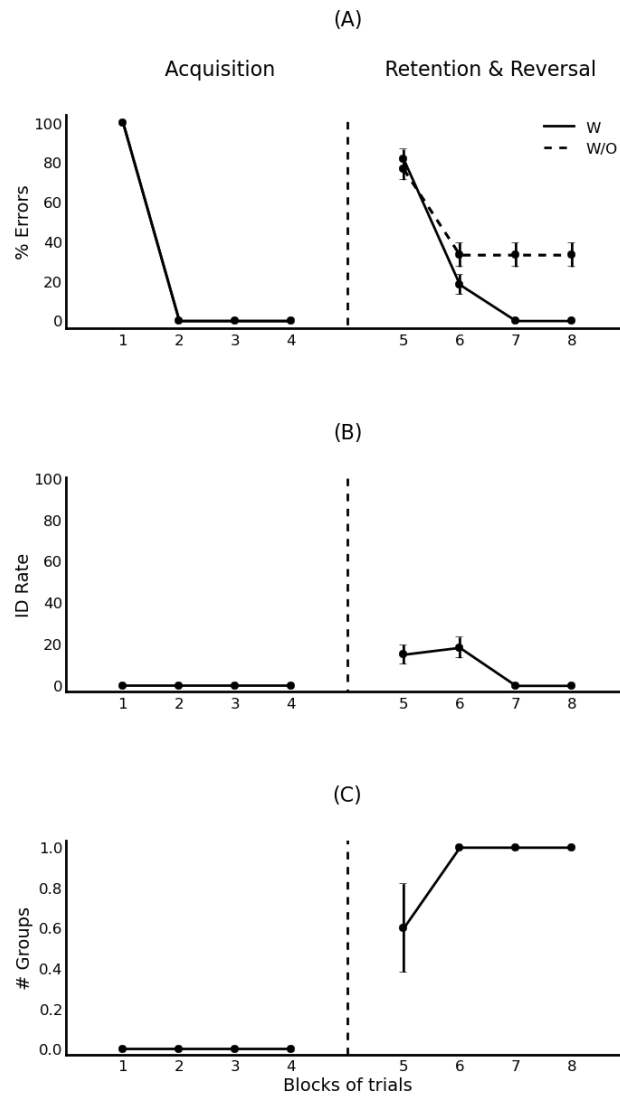 (A)
Acquisition
Retention & Reversal
% Errors
100
80
60
40
20
0
W
W/O
1 2 3 4 5 6 7 8
(B)
ID Rate
100
80
60
40
20
0
1 2 3 4 5 6 7 8
(C)
# Groups
1.0
0.8
0.6
0.4
0.2
0.0
1 2 3 4 5 6 7 8
Blocks of trials